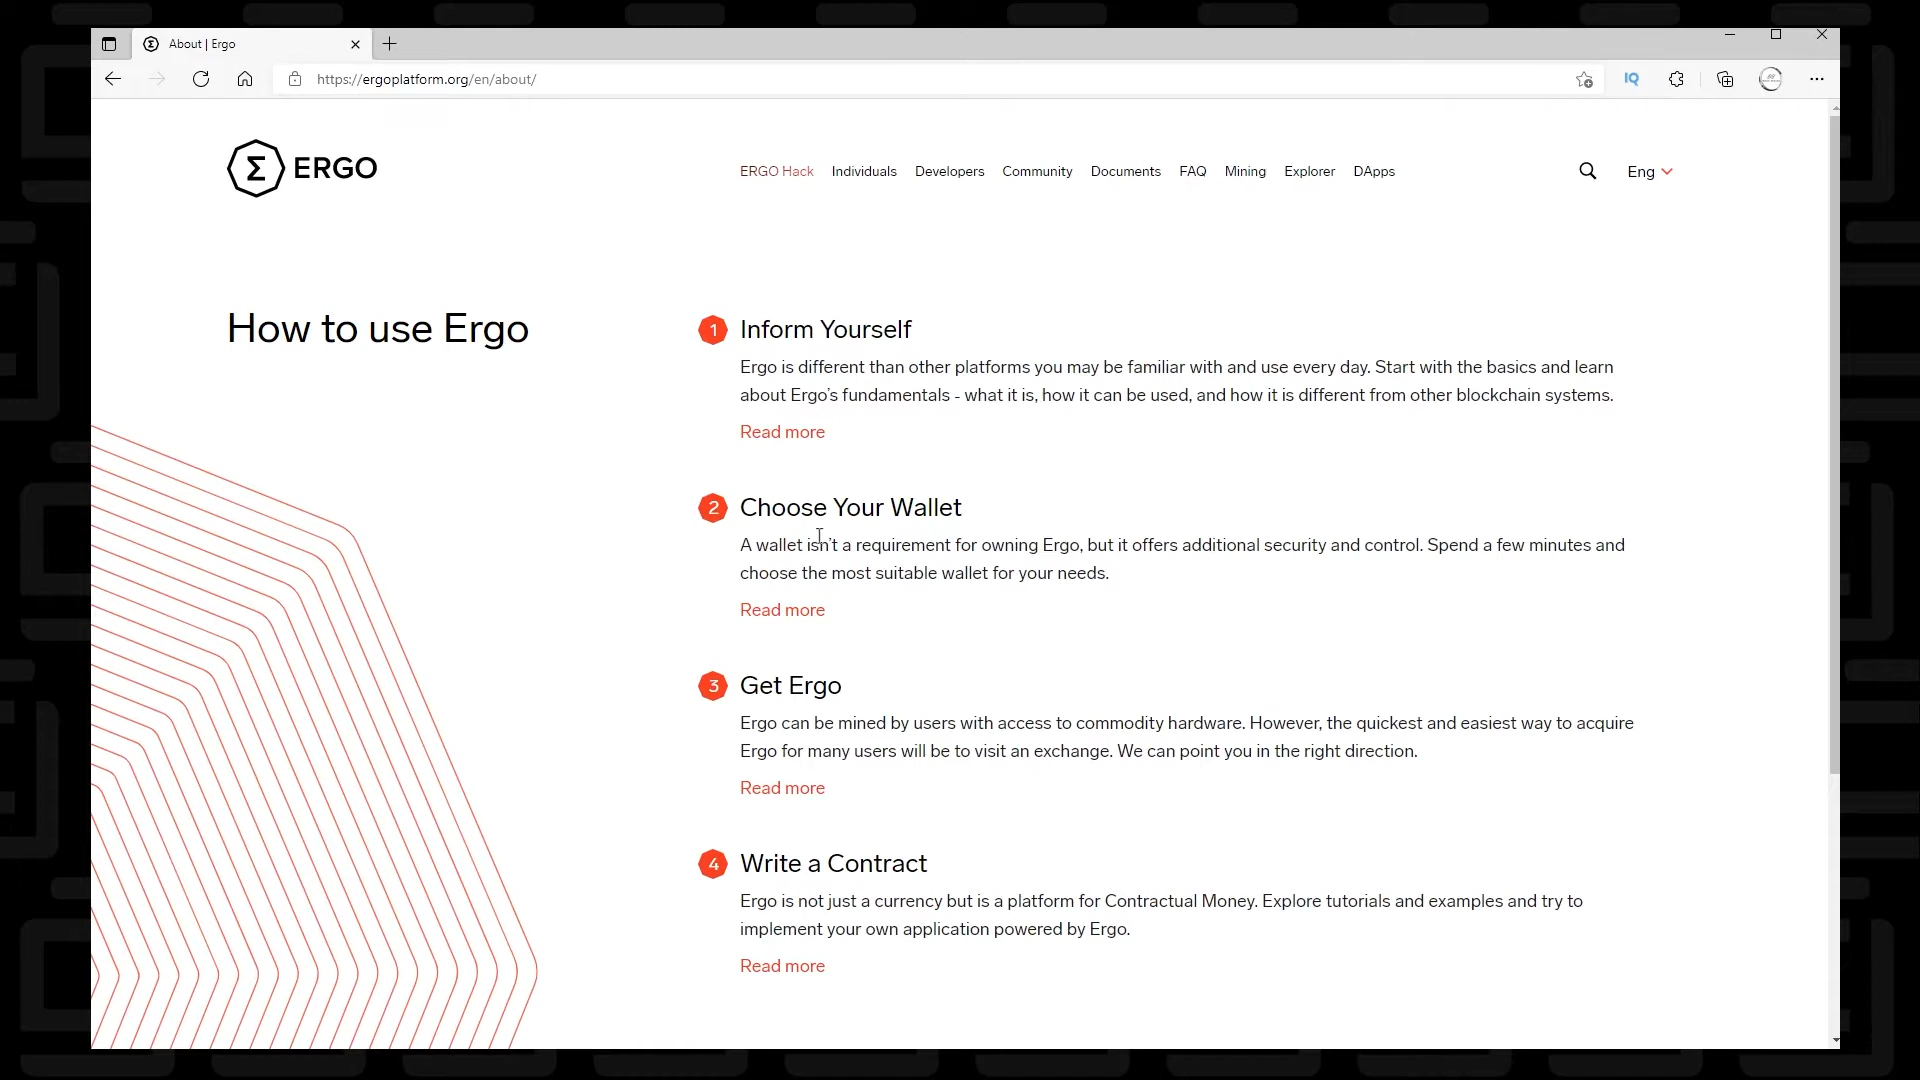 About | Ergo
https://ergoplatform.org/en/about/
IQ
Σ ERGO
ERGO Hack Individuals Developers Community Documents FAQ Mining Explorer DApps
Eng
How to use Ergo
1 Inform Yourself
Ergo is different than other platforms you may be familiar with and use every day. Start with the basics and learn
about Ergo’s fundamentals - what it is, how it can be used, and how it is different from other blockchain systems.
Read more
2 Choose Your Wallet
A wallet isn’t a requirement for owning Ergo, but it offers additional security and control. Spend a few minutes and
choose the most suitable wallet for your needs.
Read more
3 Get Ergo
Ergo can be mined by users with access to commodity hardware. However, the quickest and easiest way to acquire
Ergo for many users will be to visit an exchange. We can point you in the right direction.
Read more
4 Write a Contract
Ergo is not just a currency but is a platform for Contractual Money. Explore tutorials and examples and try to
implement your own application powered by Ergo.
Read more